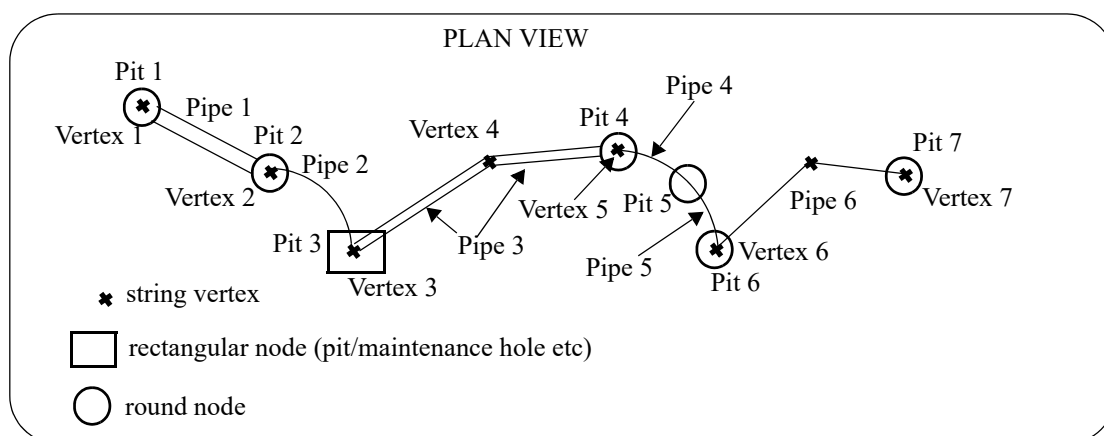 PLAN VIEW
Pit 1
Pipe 1
Vertex 1
Pit 2
Pipe 2
Vertex 2
Pit 3
Vertex 3
Vertex 4
Pipe 3
Pit 4
Vertex 5
Pipe 4
Pit 5
Pipe 5
Vertex 6
Pit 6
Pipe 6
Pit 7
Vertex 7
string vertex
rectangular node (pit/maintenance hole etc)
round node